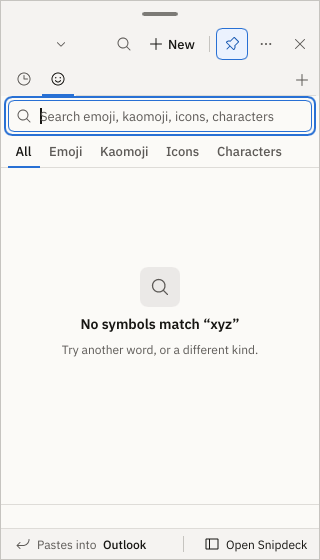 New
Search emoji, kaomoji, icons, characters
All Emoji Kaomoji Icons Characters
No symbols match “xyz”
Try another word, or a different kind.
Pastes into Outlook Open Snipdeck